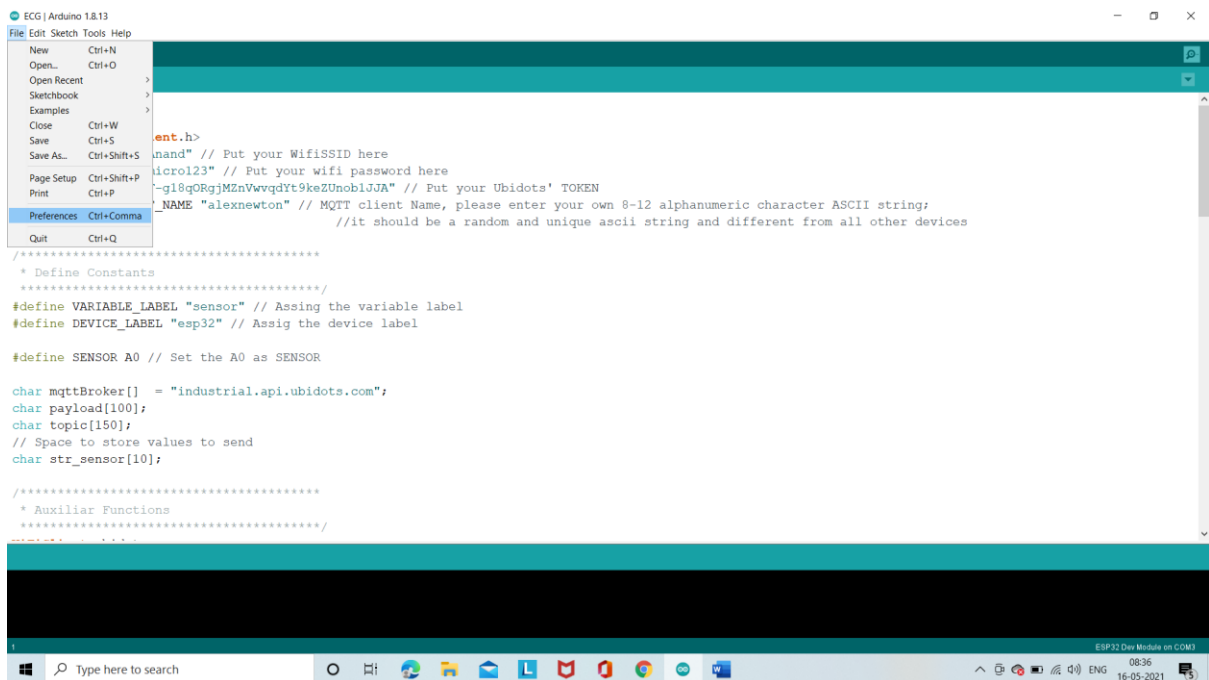 ECG | Arduino 1.8.13
File Edit Sketch Tools Help
New Ctrl+N
Open... Ctrl+O
Open Recent
Sketchbook
Examples
Close Ctrl+W
Save Ctrl+S
Save As... Ctrl+Shift+S
Page Setup Ctrl+Shift+P
Print Ctrl+P
Preferences Ctrl+Comma
Quit Ctrl+Q
ent.h>
nand" // Put your WifiSSID here
icro123" // Put your wifi password here
-g18qORgjMZnVwvqdYt9keZUnob1JJA" // Put your Ubidots' TOKEN
_NAME "alexnewton" // MQTT client Name, please enter your own 8-12 alphanumeric character ASCII string;
//it should be a random and unique ascii string and different from all other devices
/****************************************
* Define Constants
****************************************/
#define VARIABLE_LABEL "sensor" // Assing the variable label
#define DEVICE_LABEL "esp32" // Assig the device label
#define SENSOR A0 // Set the A0 as SENSOR
char mqttBroker[] = "industrial.api.ubidots.com";
char payload[100];
char topic[150];
// Space to store values to send
char str_sensor[10];
/****************************************
* Auxiliar Functions
****************************************/
1
ESP32 Dev Module on COM3
Type here to search
ENG
08:36
16-05-2021
5